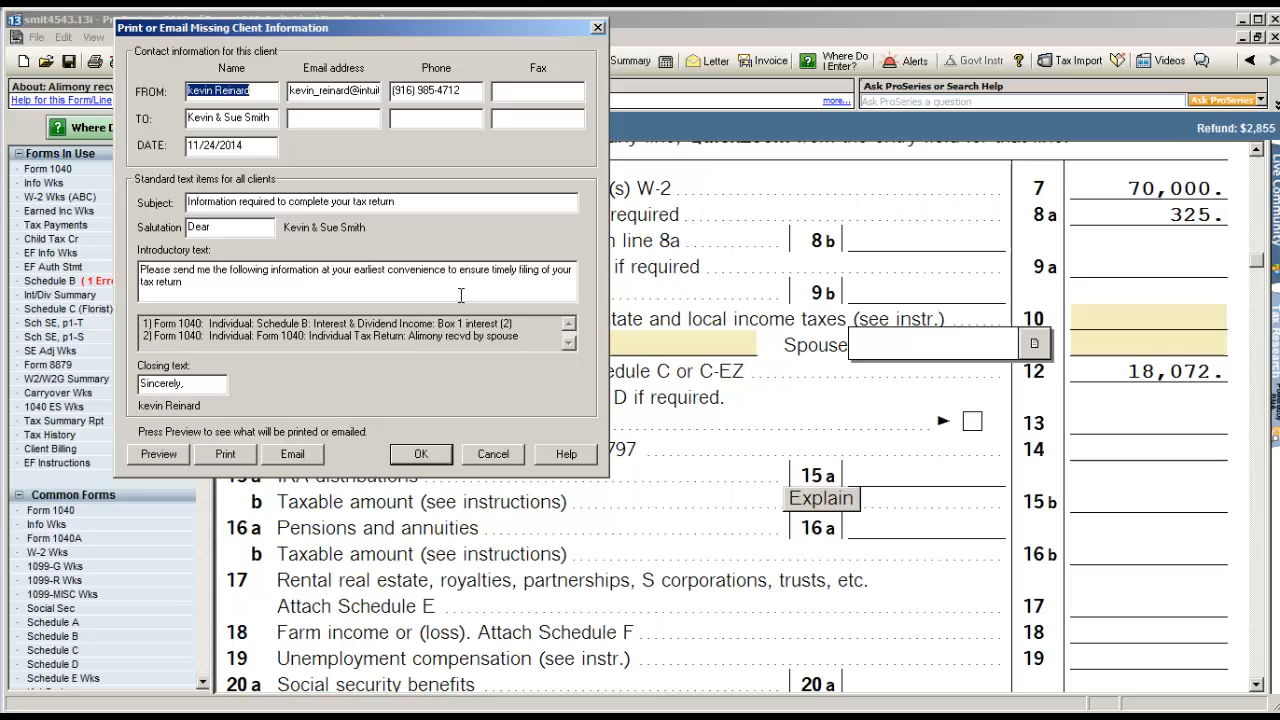 smit4543.13i - Pr
File Edit View
Print or Email Missing Client Information
Contact information for this client
Name Email address Phone Fax
FROM: kevin Reinard kevin_reinard@intuil (916) 985-4712
TO: Kevin & Sue Smith
DATE: 11/24/2014
Standard text items for all clients
Subject: Information required to complete your tax return
Salutation Dear Kevin & Sue Smith
Introductory text:
Please send me the following information at your earliest convenience to ensure timely filing of your
tax return
1) Form 1040: Individual: Schedule B: Interest & Dividend Income: Box 1 interest (2)
2) Form 1040: Individual: Form 1040: Individual Tax Return: Alimony recvd by spouse
Closing text:
Sincerely,
kevin Reinard
Press Preview to see what will be printed or emailed.
Preview Print Email OK Cancel Help
Summary Letter Invoice Where Do I Enter? Alerts Govt Instr Tax Import Videos
About: Alimony recv
Help for this Form/Line
more...
Ask ProSeries or Search Help
Ask ProSeries a question Ask ProSeries
Where D
Refund: $2,855
Live Community
Forms In Use
Form 1040
Info Wks
W-2 Wks (ABC)
Earned Inc Wks
Tax Payments
Child Tax Cr
EF Info Wks
EF Auth Stmt
Schedule B ( 1 Erro
Int/Div Summary
Schedule C (Florist)
Sch SE, p1-T
Sch SE, p1-S
SE Adj Wks
Form 8879
W2/W2G Summary
Carryover Wks
1040 ES Wks
Tax Summary Rpt
Tax History
Client Billing
EF Instructions
Common Forms
Form 1040
Info Wks
Form 1040A
W-2 Wks
1099-G Wks
1099-R Wks
1099-MISC Wks
Social Sec
Schedule A
Schedule B
Schedule C
Schedule D
Schedule E Wks
(s) W-2 7 70,000.
required 8a 325.
n line 8a 8b
if required 9a
9b
tate and local income taxes (see instr.) 10
Spouse
edule C or C-EZ 12 18,072.
D if required.
13
797 14
15a IRA distributions 15a
Explain
b Taxable amount (see instructions) 15b
16a Pensions and annuities 16a
b Taxable amount (see instructions) 16b
17 Rental real estate, royalties, partnerships, S corporations, trusts, etc.
Attach Schedule E 17
18 Farm income or (loss). Attach Schedule F 18
19 Unemployment compensation (see instr.) 19
20a Social security benefits 20a